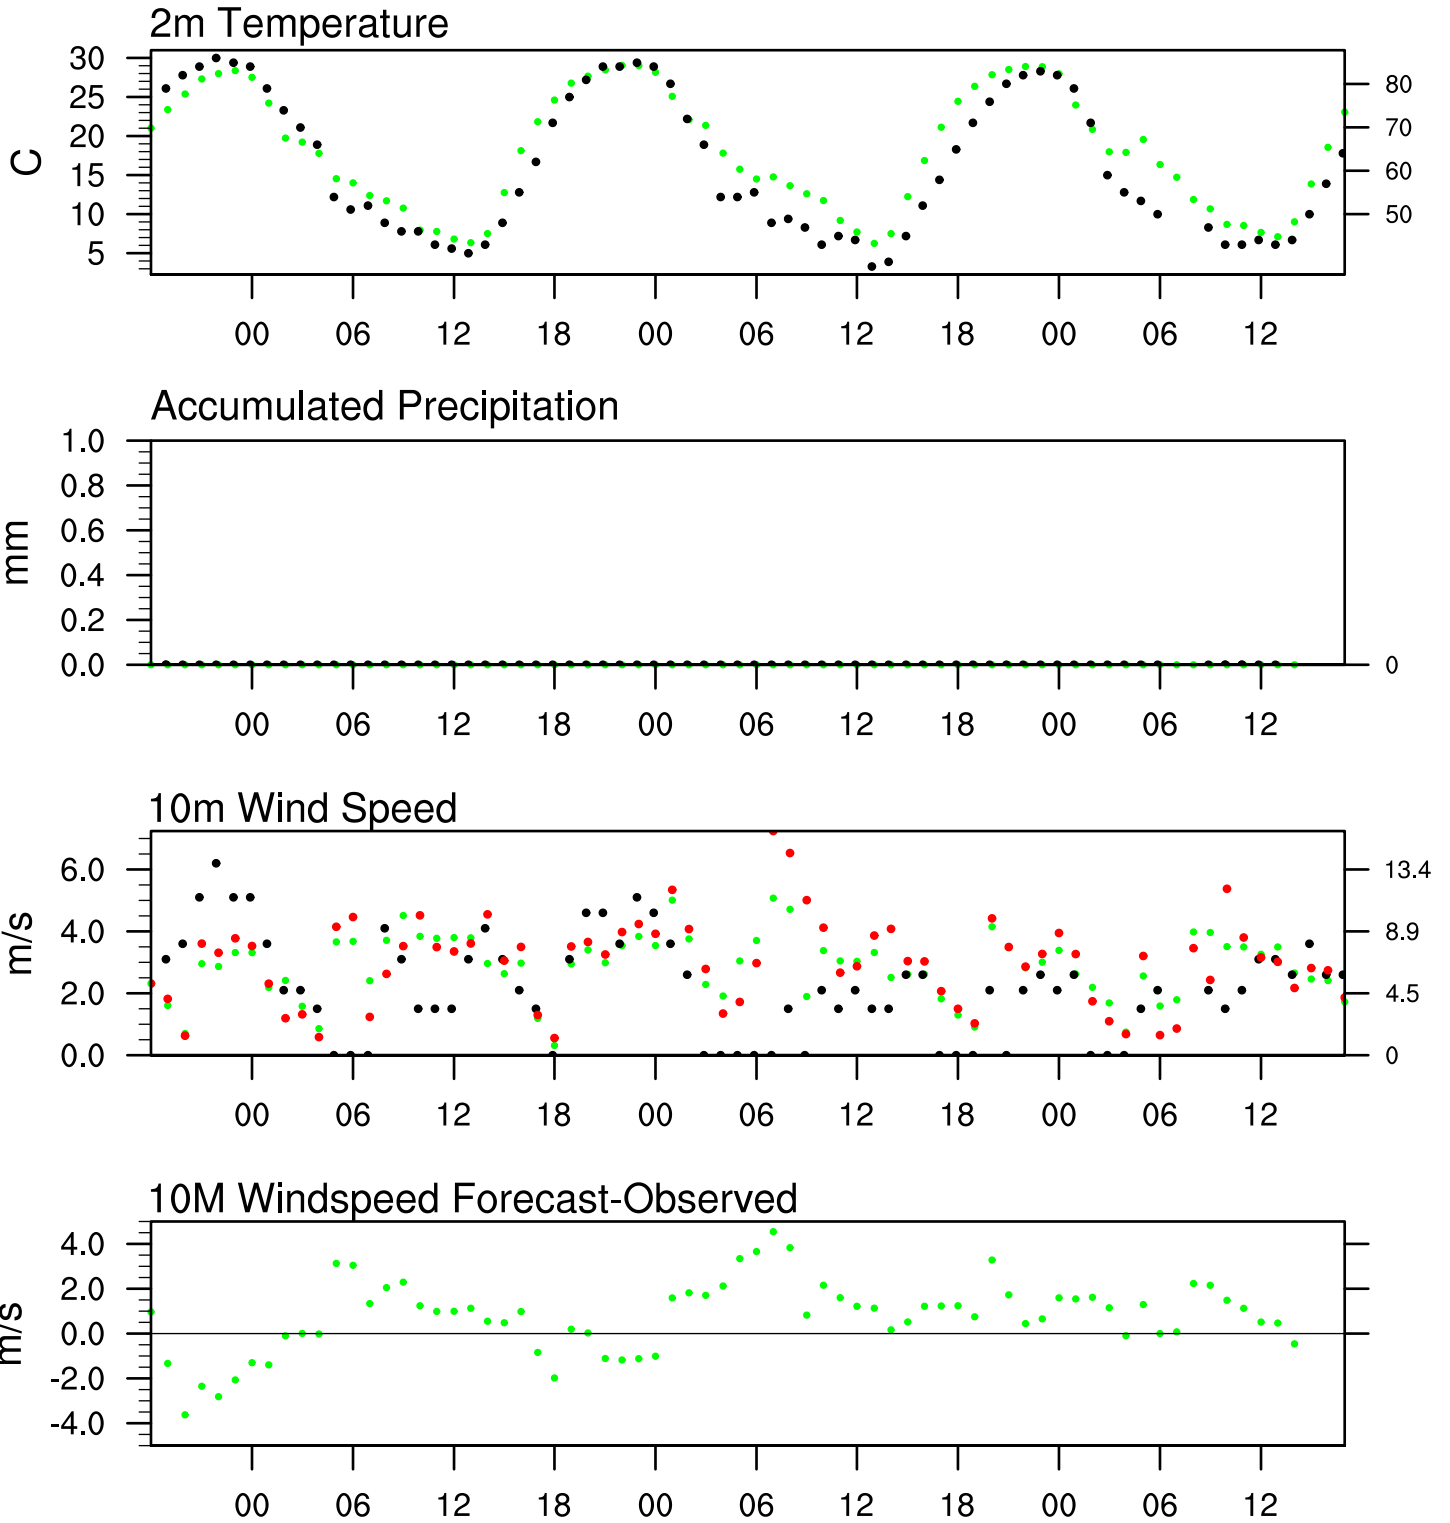 2m Temperature
30
25
20
15
10
5
C
80
70
60
50
00 06 12 18 00 06 12 18 00 06 12
Accumulated Precipitation
1.0
0.8
0.6
0.4
0.2
0.0
mm
0
00 06 12 18 00 06 12 18 00 06 12
10m Wind Speed
6.0
4.0
2.0
0.0
m/s
13.4
8.9
4.5
0
00 06 12 18 00 06 12 18 00 06 12
10M Windspeed Forecast-Observed
4.0
2.0
0.0
-2.0
-4.0
m/s
00 06 12 18 00 06 12 18 00 06 12